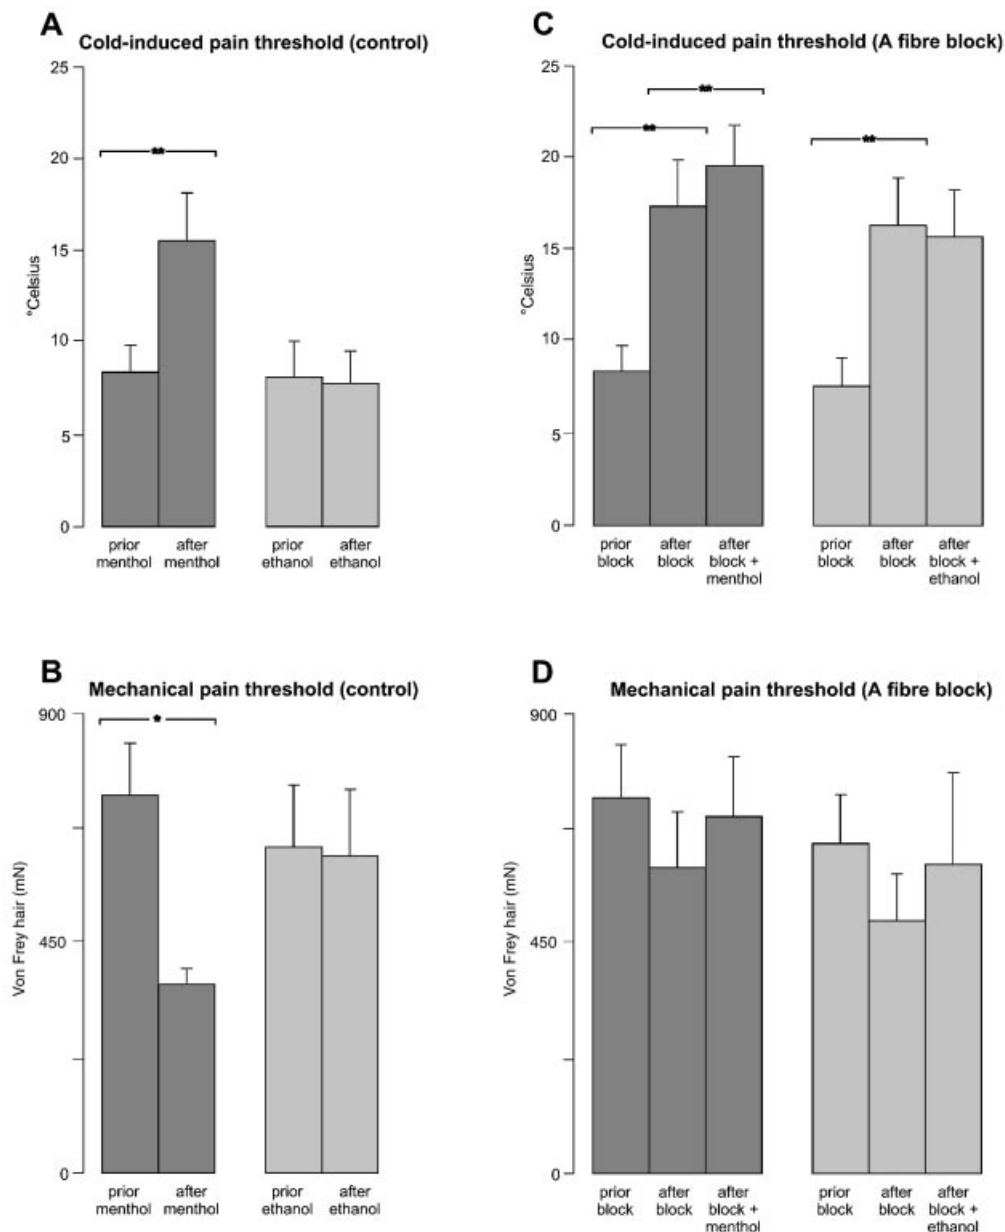 A
Cold-induced pain threshold (control)
25
20
15
10
5
0
°Celsius
**
prior
menthol
after
menthol
prior
ethanol
after
ethanol
C
Cold-induced pain threshold (A fibre block)
25
20
15
10
5
0
°Celsius
**
**
**
prior
block
after
block
after
block +
menthol
prior
block
after
block
after
block +
ethanol
B
Mechanical pain threshold (control)
900
450
0
Von Frey hair (mN)
*
prior
menthol
after
menthol
prior
ethanol
after
ethanol
D
Mechanical pain threshold (A fibre block)
900
450
0
Von Frey hair (mN)
prior
block
after
block
after
block +
menthol
prior
block
after
block
after
block +
ethanol